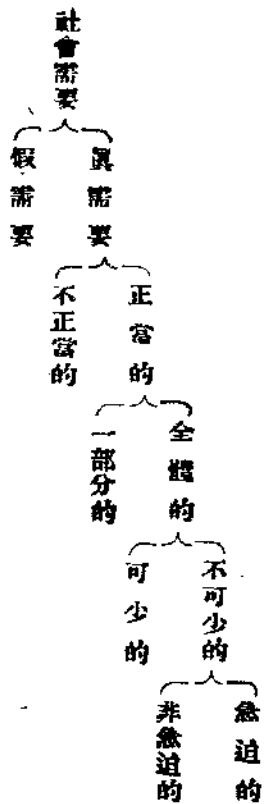 社會需要
眞需要
假需要
正當的
不正當的
全體的
一部分的
不可少的
可少的
急迫的
非急迫的